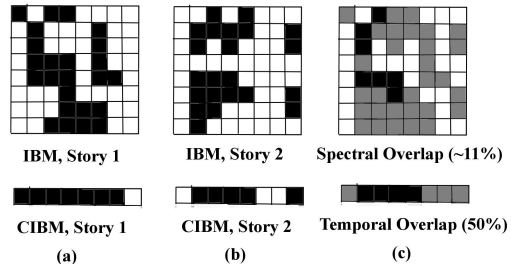 IBM, Story 1
IBM, Story 2
Spectral Overlap (~11%)
CIBM, Story 1
CIBM, Story 2
Temporal Overlap (50%)
(a)
(b)
(c)